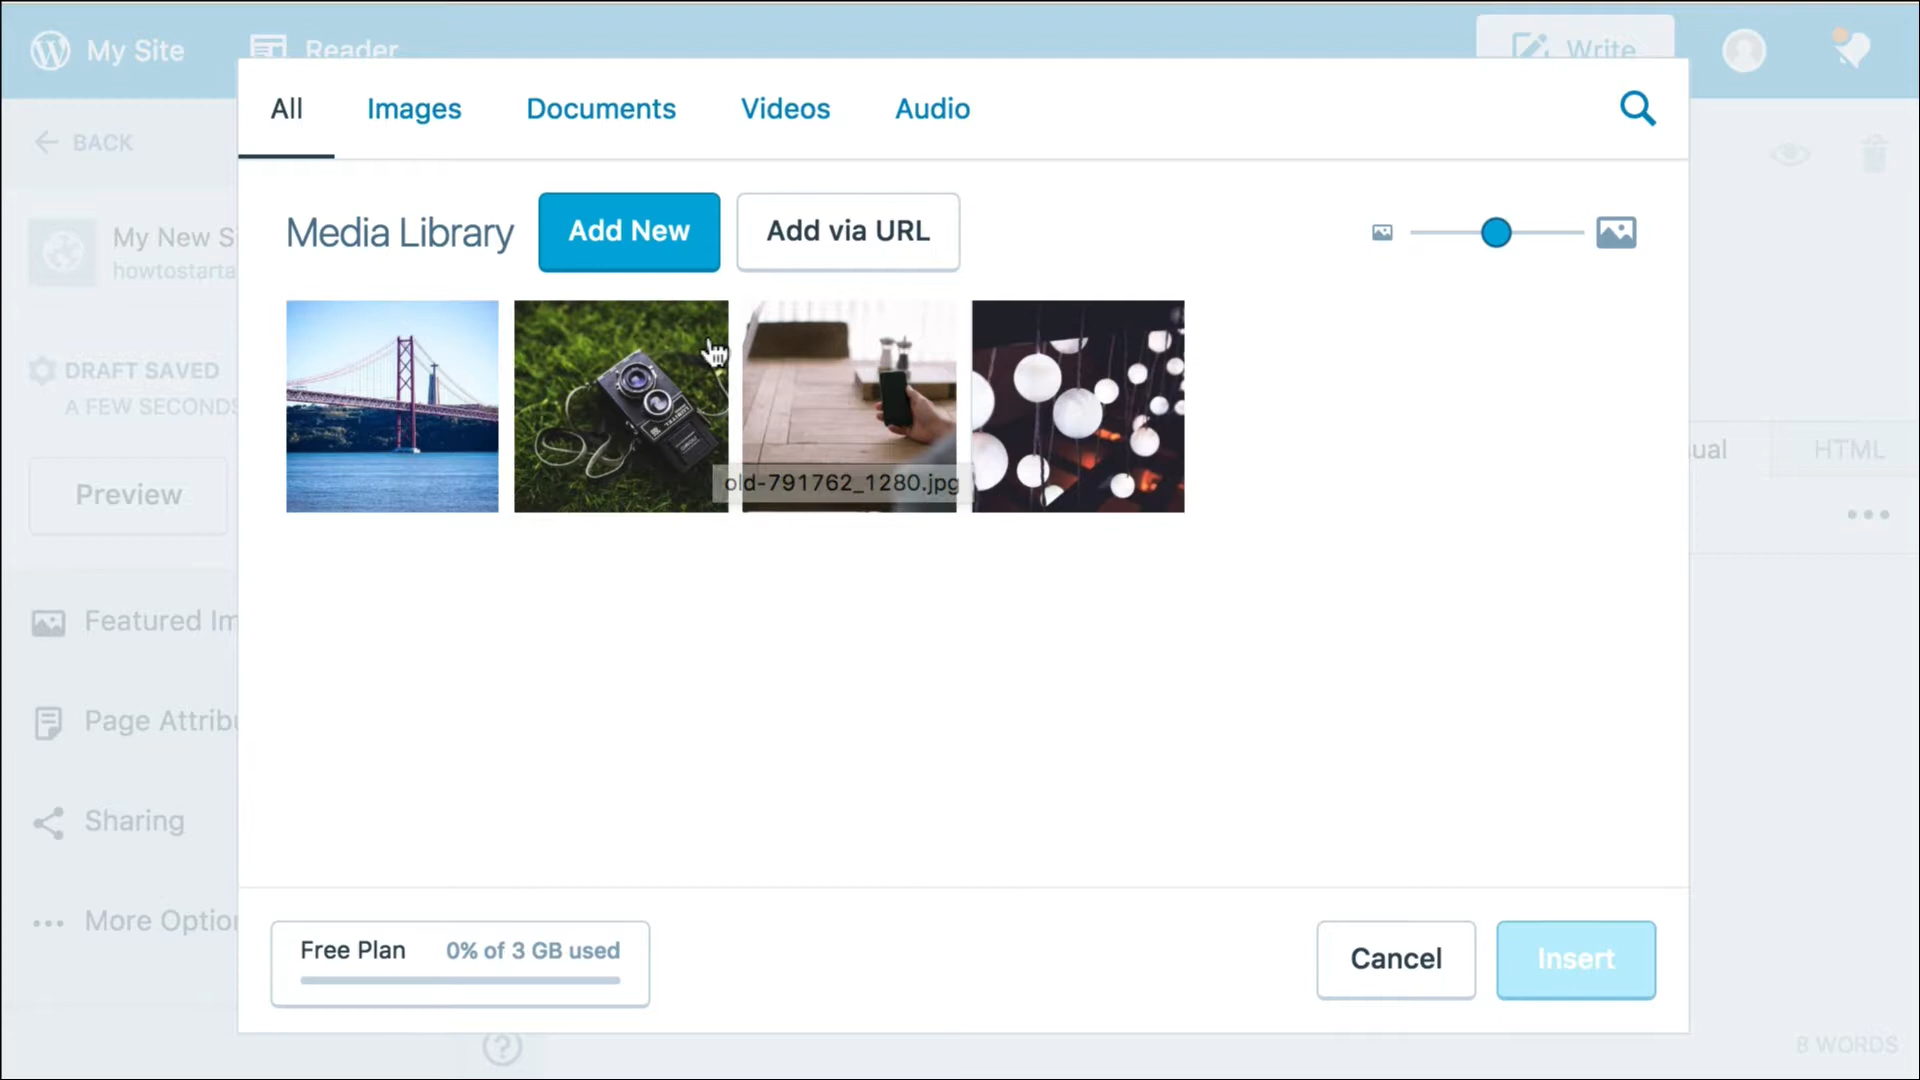 My Site
Reader
Write
All
Images
Documents
Videos
Audio
BACK
Media Library
Add New
Add via URL
My New S
howtostarta
DRAFT SAVED
A FEW SECONDS
old-791762_1280.jpg
ual
HTML
Preview
Featured Im
Page Attribu
Sharing
More Option
Free Plan
0% of 3 GB used
Cancel
Insert
8 WORDS